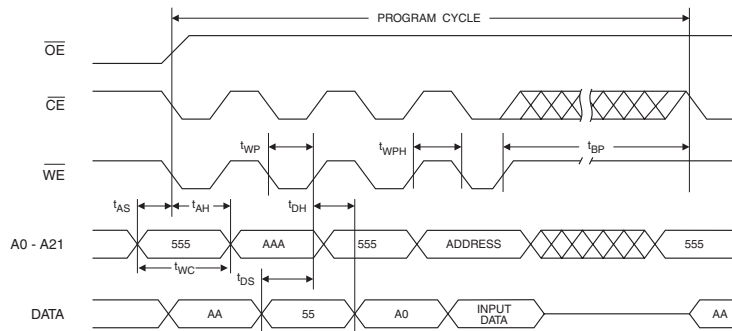 PROGRAM CYCLE
OE
CE
tWP
tWPH
tBP
WE
tAS
tAH
tDH
A0 - A21
555
AAA
555
ADDRESS
555
tWC
tDS
DATA
AA
55
A0
INPUT
DATA
AA